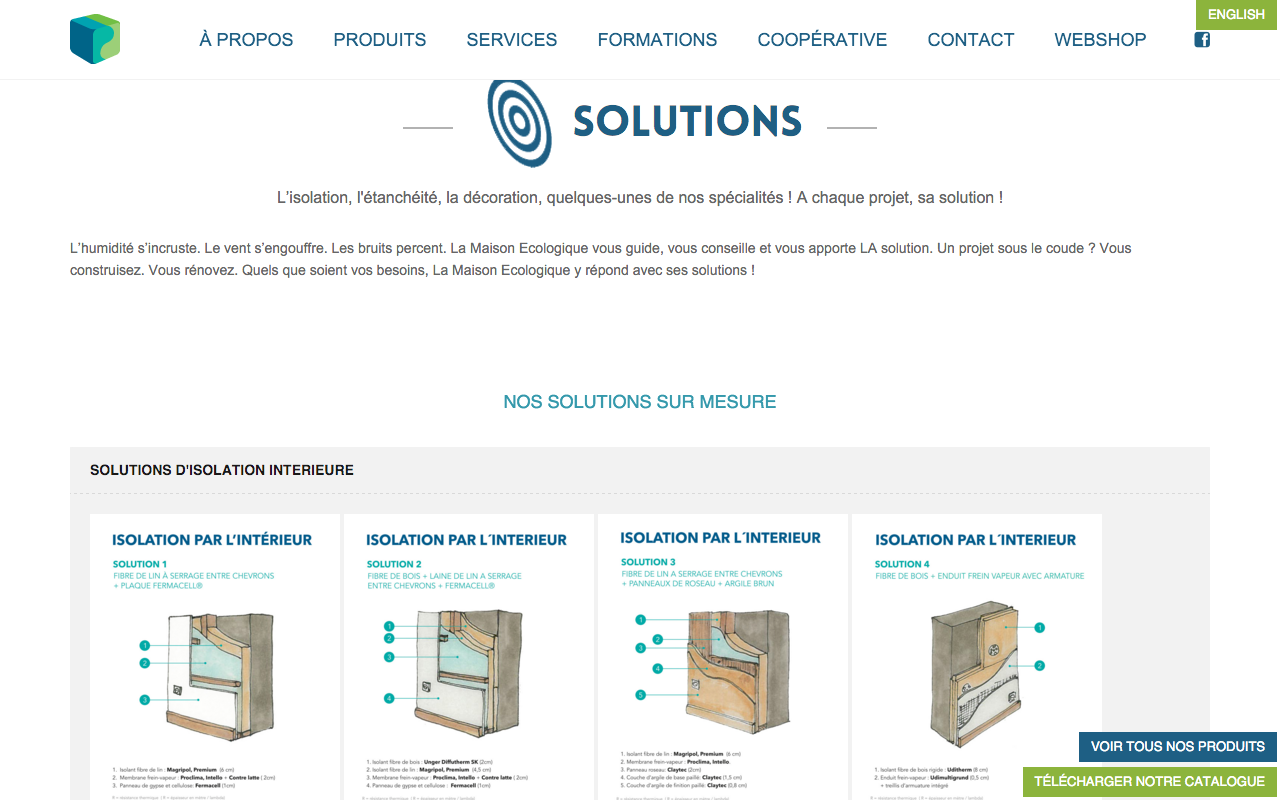 ENGLISH
À PROPOS PRODUITS SERVICES FORMATIONS COOPÉRATIVE CONTACT WEBSHOP
SOLUTIONS
L'isolation, l'étanchéité, la décoration, quelques-unes de nos spécialités ! A chaque projet, sa solution !
L'humidité s'incruste. Le vent s'engouffre. Les bruits percent. La Maison Ecologique vous guide, vous conseille et vous apporte LA solution. Un projet sous le coude ? Vous
construisez. Vous rénovez. Quels que soient vos besoins, La Maison Ecologique y répond avec ses solutions !
NOS SOLUTIONS SUR MESURE
SOLUTIONS D'ISOLATION INTERIEURE
ISOLATION PAR L'INTÉRIEUR
SOLUTION 1
FIBRE DE LIN À SERRAGE ENTRE CHEVRONS
+ PLAQUE FERMACELL®
1
2
3
1. Isolant fibre de lin : Magripol, Premium (6 cm)
2. Membrane frein-vapeur : Proclima, Intello + Contre latte ( 2cm)
3. Panneau de gypse et cellulose : Fermacell (1cm)
ISOLATION PAR L´INTERIEUR
SOLUTION 2
FIBRE DE BOIS + LAINE DE LIN A SERRAGE
ENTRE CHEVRONS + FERMACELL®
1
2
3
4
1. Isolant fibre de bois : Unger Diffutherm SK (2cm)
2. Isolant fibre de lin : Magripol, Premium (4,5 cm)
3. Membrane frein-vapeur : Proclima, Intello + Contre latte ( 2cm)
4. Panneau de gypse et cellulose : Fermacell (1cm)
ISOLATION PAR L´INTERIEUR
SOLUTION 3
FIBRE DE LIN A SERRAGE ENTRE CHEVRONS
+ PANNEAUX DE ROSEAU + ARGILE BRUN
1
2
3
4
5
1. Isolant fibre de lin : Magripol, Premium (6 cm)
2. Membrane frein-vapeur : Proclima, Intello.
3. Panneau roseau: Claytec (2cm)
4. Couche d'argile de base paillé: Claytec (1,5 cm)
5. Couche d'argile de finition paillé: Claytec (0,8 cm)
ISOLATION PAR L´INTERIEUR
SOLUTION 4
FIBRE DE BOIS + ENDUIT FREIN VAPEUR AVEC ARMATURE
1
2
1. Isolant fibre de bois rigide : Uditherm (8 cm)
2. Enduit frein-vapeur : Udimultigrund (0,5 cm)
+ treille d'armature intégré
VOIR TOUS NOS PRODUITS
TÉLÉCHARGER NOTRE CATALOGUE